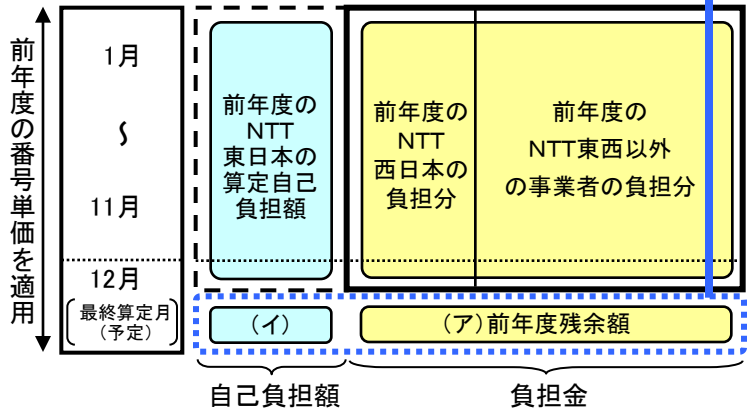 前年度の番号単価を適用
1月
～
11月
12月
最終算定月
（予定）
前年度の
NTT
東日本の
算定自己
負担額
前年度の
NTT
西日本の
負担分
前年度の
NTT東西以外
の事業者の負担分
（イ）
（ア）前年度残余額
自己負担額
負担金